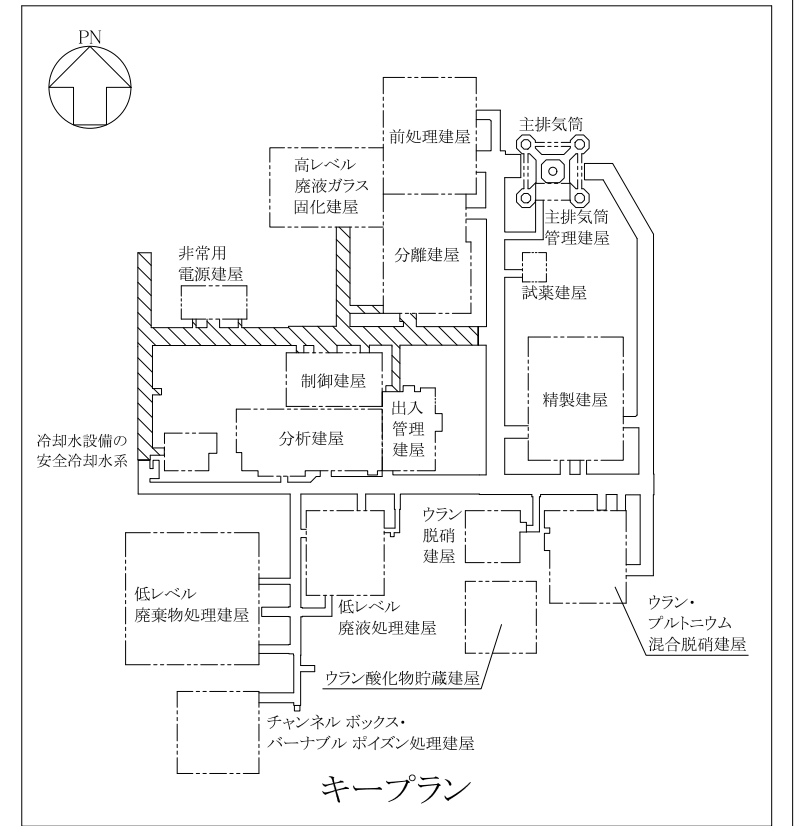 PN
主排気筒
前処理建屋
高レベル
廃液ガラス
固化建屋
主排気筒
管理建屋
非常用
電源建屋
分離建屋
試薬建屋
制御建屋
出入
管理
建屋
精製建屋
分析建屋
冷却水設備の
安全冷却水系
ウラン
脱硝
建屋
低レベル
廃棄物処理建屋
低レベル
廃液処理建屋
ウラン・
プルトニウム
混合脱硝建屋
ウラン酸化物貯蔵建屋
チャンネル ボックス・
バーナブル ポイズン処理建屋
キープラン